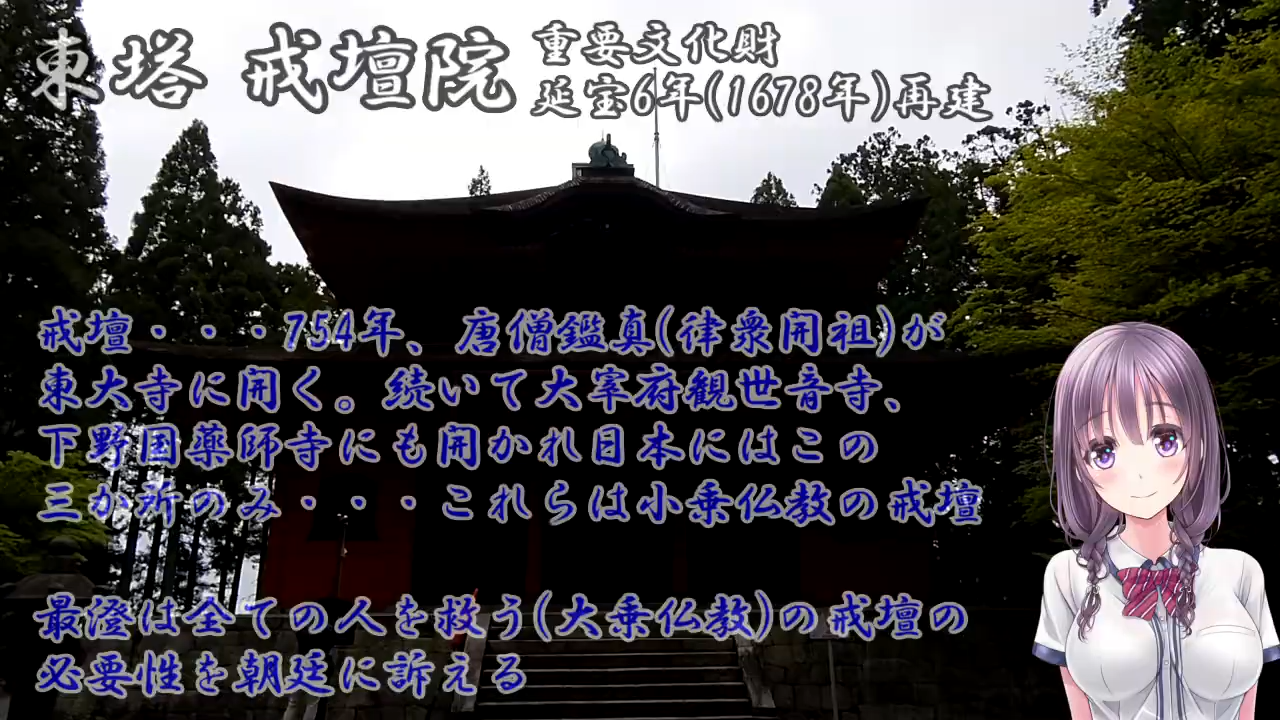 東塔 戒壇院
重要文化財
延宝6年(1678年)再建
戒壇・・・754年、唐僧鑑真(律衆開祖)が
東大寺に開く。続いて大宰府観世音寺、
下野国薬師寺にも開かれ日本にはこの
三か所のみ・・・これらは小乗仏教の戒壇
最澄は全ての人を救う(大乗仏教)の戒壇の
必要性を朝廷に訴える